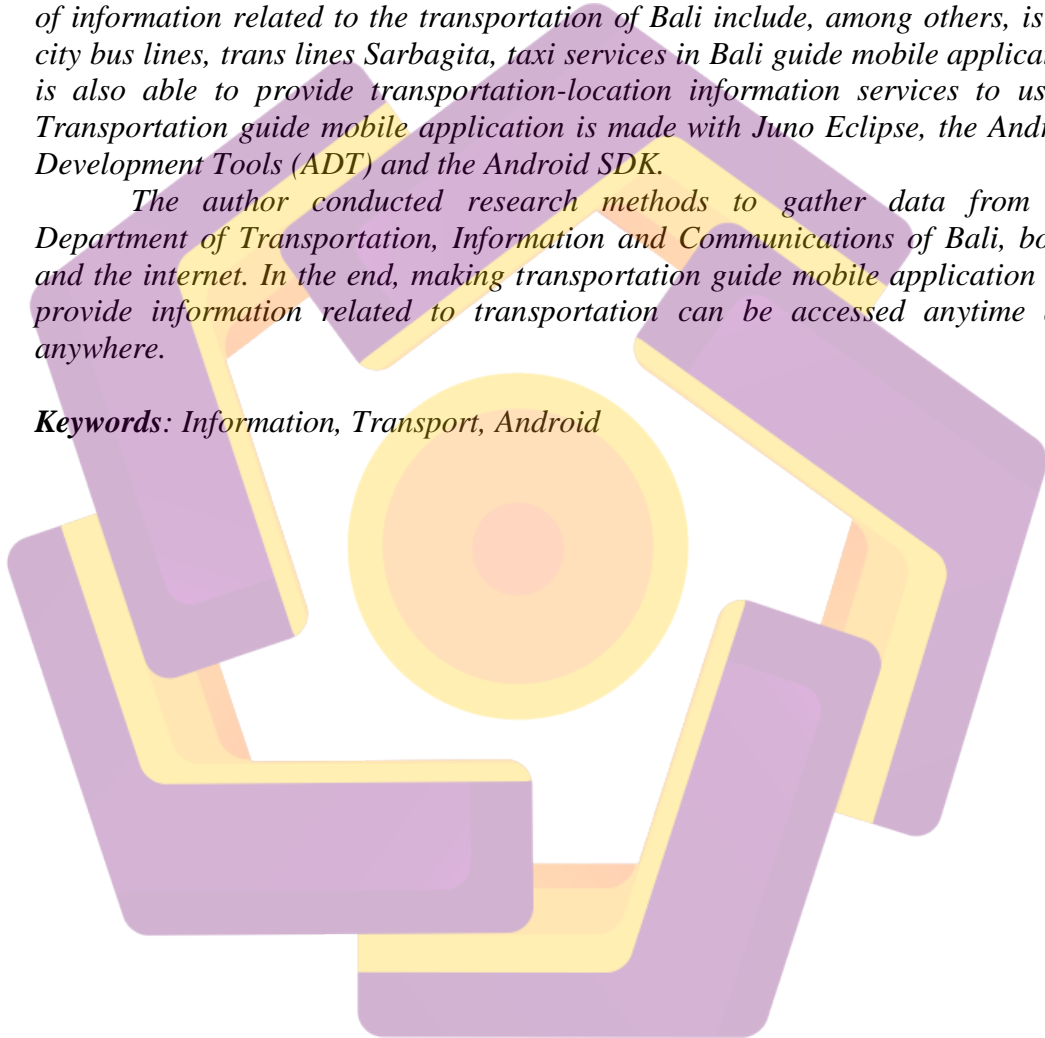 of information related to the transportation of Bali include, among others, is
city bus lines, trans lines Sarbagita, taxi services in Bali guide mobile applica
is also able to provide transportation-location information services to us
Transportation guide mobile application is made with Juno Eclipse, the Andr
Development Tools (ADT) and the Android SDK.
The author conducted research methods to gather data from
Department of Transportation, Information and Communications of Bali, bo
and the internet. In the end, making transportation guide mobile application
provide information related to transportation can be accessed anytime
anywhere.
Keywords: Information, Transport, Android